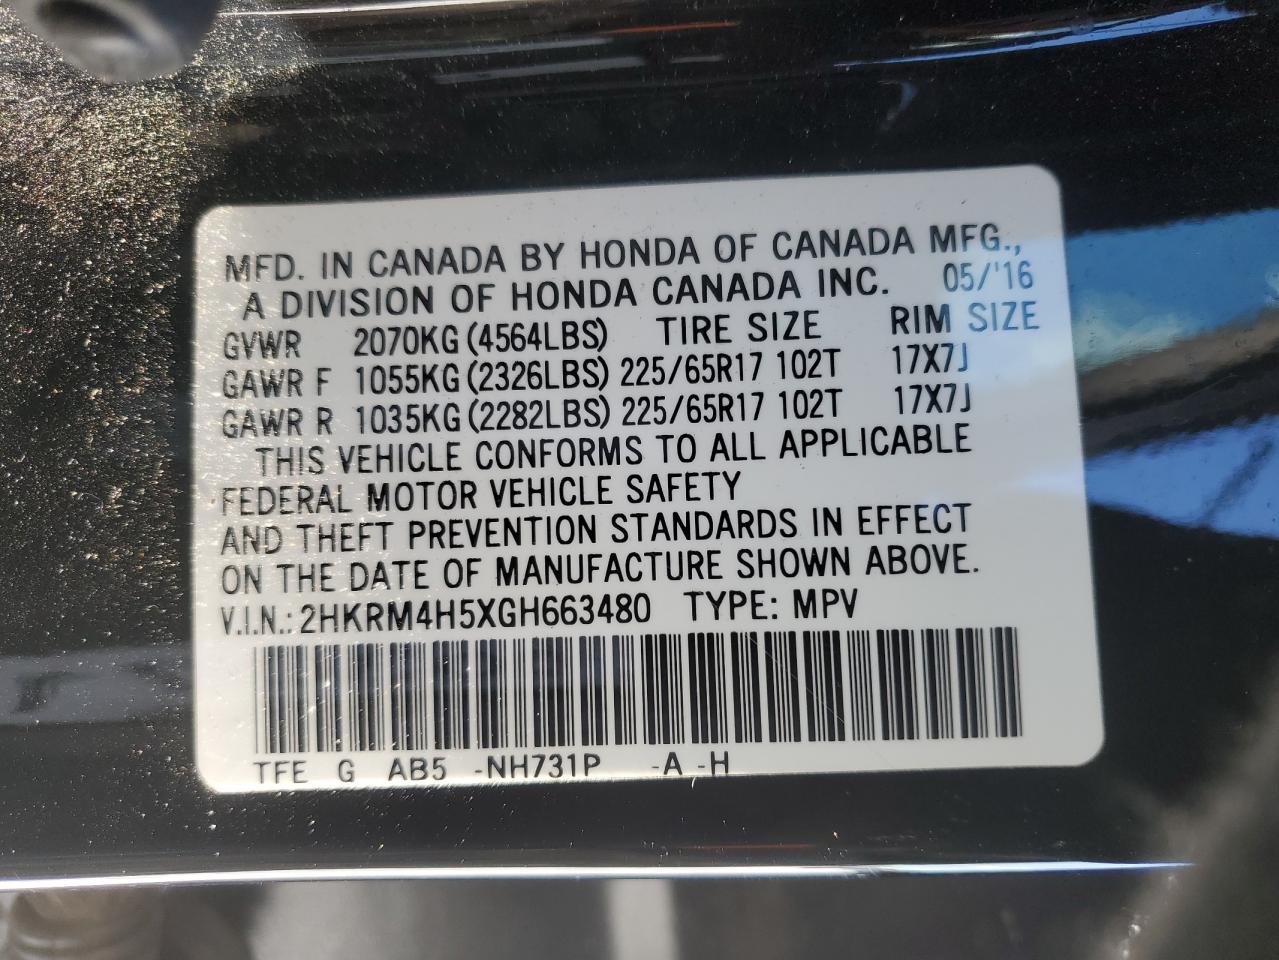 MFD. IN CANADA BY HONDA OF CANADA MFG.,
A DIVISION OF HONDA CANADA INC. 05/'16
GVWR 2070KG (4564LBS) TIRE SIZE RIM SIZE
GAWR F 1055KG (2326LBS) 225/65R17 102T 17X7J
GAWR R 1035KG (2282LBS) 225/65R17 102T 17X7J
THIS VEHICLE CONFORMS TO ALL APPLICABLE
FEDERAL MOTOR VEHICLE SAFETY
AND THEFT PREVENTION STANDARDS IN EFFECT
ON THE DATE OF MANUFACTURE SHOWN ABOVE.
V.I.N.: 2HKRM4H5XGH663480 TYPE: MPV
TFE G AB5 -NH731P -A -H